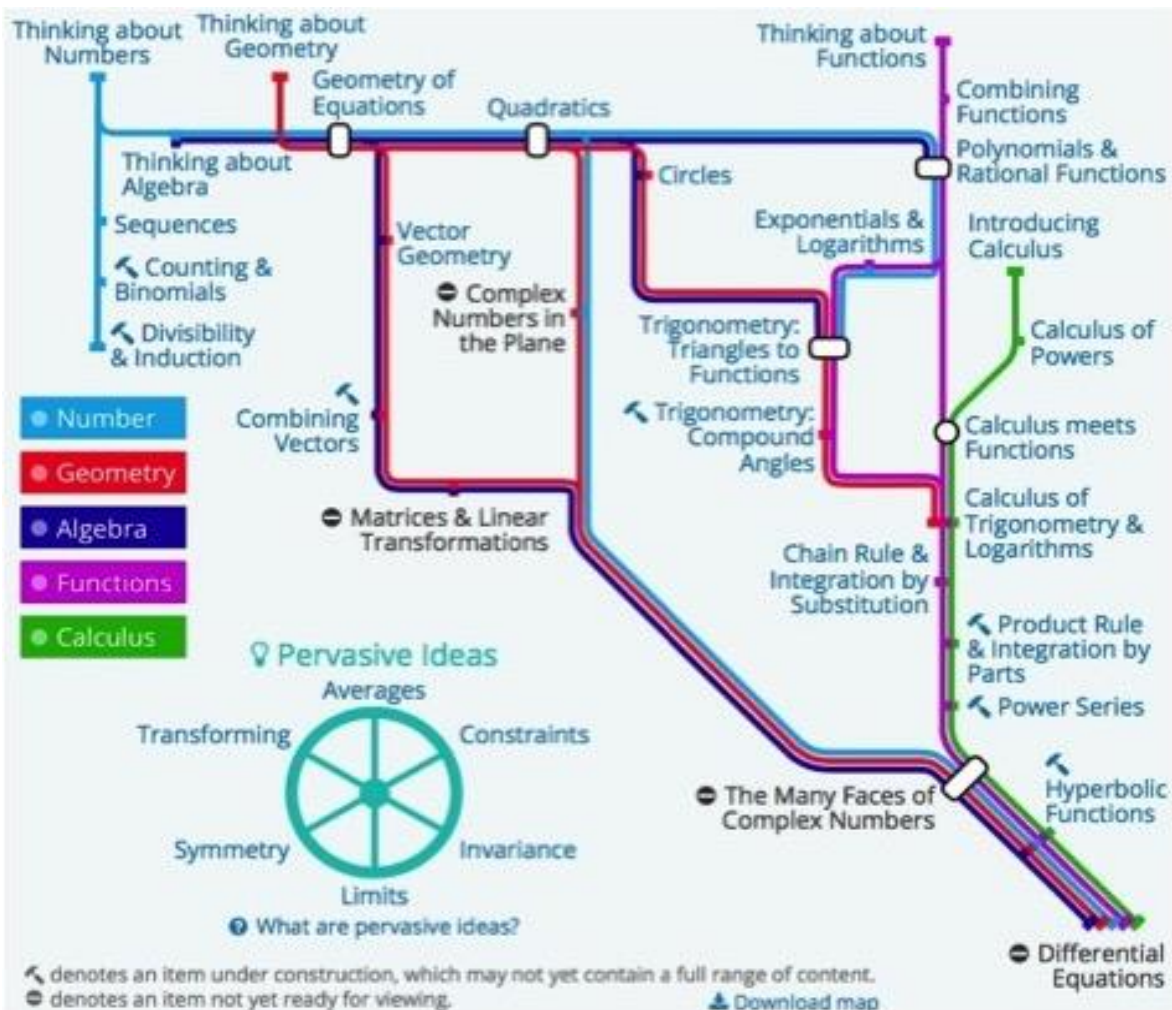 Thinking about
Numbers
Thinking about
Geometry
Geometry of
Equations
Quadratics
Thinking about
Functions
Combining
Functions
Polynomials &
Rational Functions
Thinking about
Algebra
Circles
Sequences
Vector
Geometry
Exponentials &
Logarithms
Introducing
Calculus
Counting &
Binomials
Complex
Numbers in
the Plane
Divisibility
& Induction
Trigonometry:
Triangles to
Functions
Calculus of
Powers
Combining
Vectors
Trigonometry:
Compound
Angles
Calculus meets
Functions
Number
Geometry
Algebra
Functions
Calculus
Matrices & Linear
Transformations
Calculus of
Trigonometry &
Logarithms
Chain Rule &
Integration by
Substitution
Product Rule
& Integration by
Parts
Power Series
Pervasive Ideas
Averages
Transforming
Constraints
Symmetry
Invariance
Limits
What are pervasive ideas?
The Many Faces of
Complex Numbers
Hyperbolic
Functions
Differential
Equations
denotes an item under construction, which may not yet contain a full range of content.
denotes an item not yet ready for viewing.
Download map